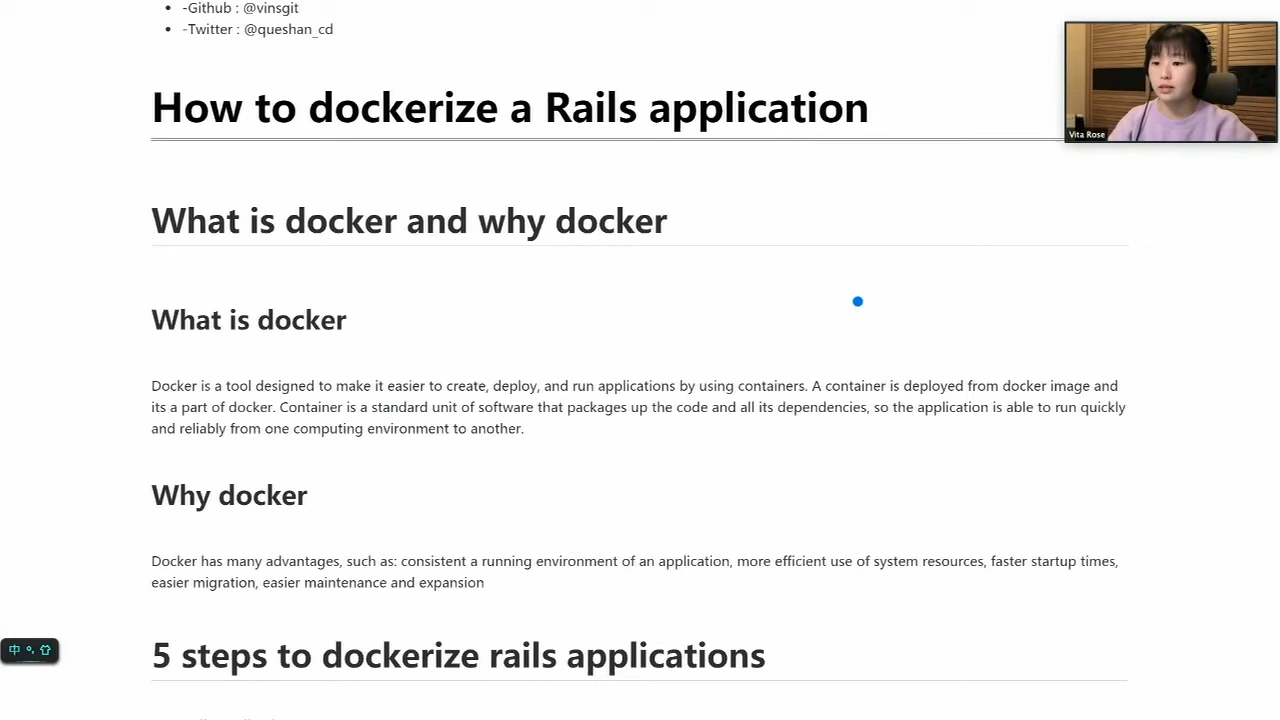 -Github : @vinsgit
-Twitter : @queshan_cd
How to dockerize a Rails application
Vita Rose
What is docker and why docker
What is docker
Docker is a tool designed to make it easier to create, deploy, and run applications by using containers. A container is deployed from docker image and
its a part of docker. Container is a standard unit of software that packages up the code and all its dependencies, so the application is able to run quickly
and reliably from one computing environment to another.
Why docker
Docker has many advantages, such as: consistent a running environment of an application, more efficient use of system resources, faster startup times,
easier migration, easier maintenance and expansion
中
5 steps to dockerize rails applications